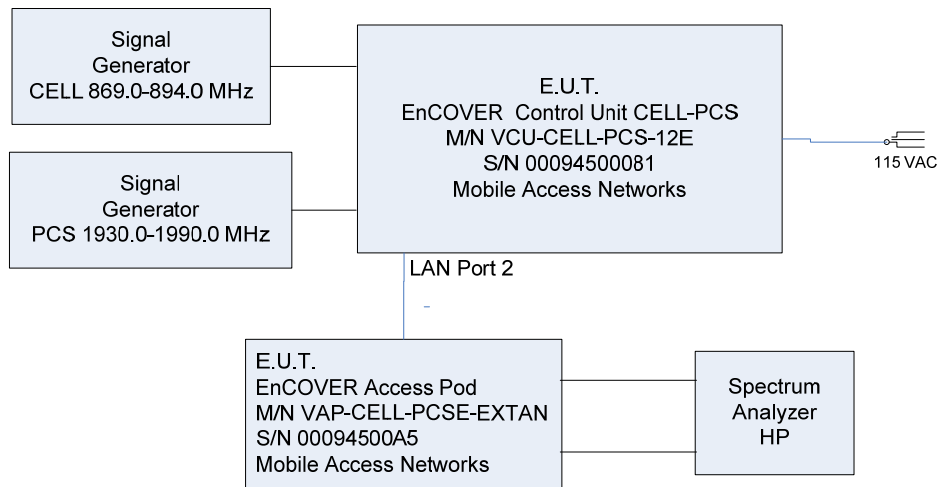 Signal
Generator
CELL 869.0-894.0 MHz
E.U.T.
EnCOVER Control Unit CELL-PCS
M/N VCU-CELL-PCS-12E
S/N 00094500081
Mobile Access Networks
115 VAC
Signal
Generator
PCS 1930.0-1990.0 MHz
LAN Port 2
E.U.T.
EnCOVER Access Pod
M/N VAP-CELL-PCSE-EXTAN
S/N 00094500A5
Mobile Access Networks
Spectrum
Analyzer
HP